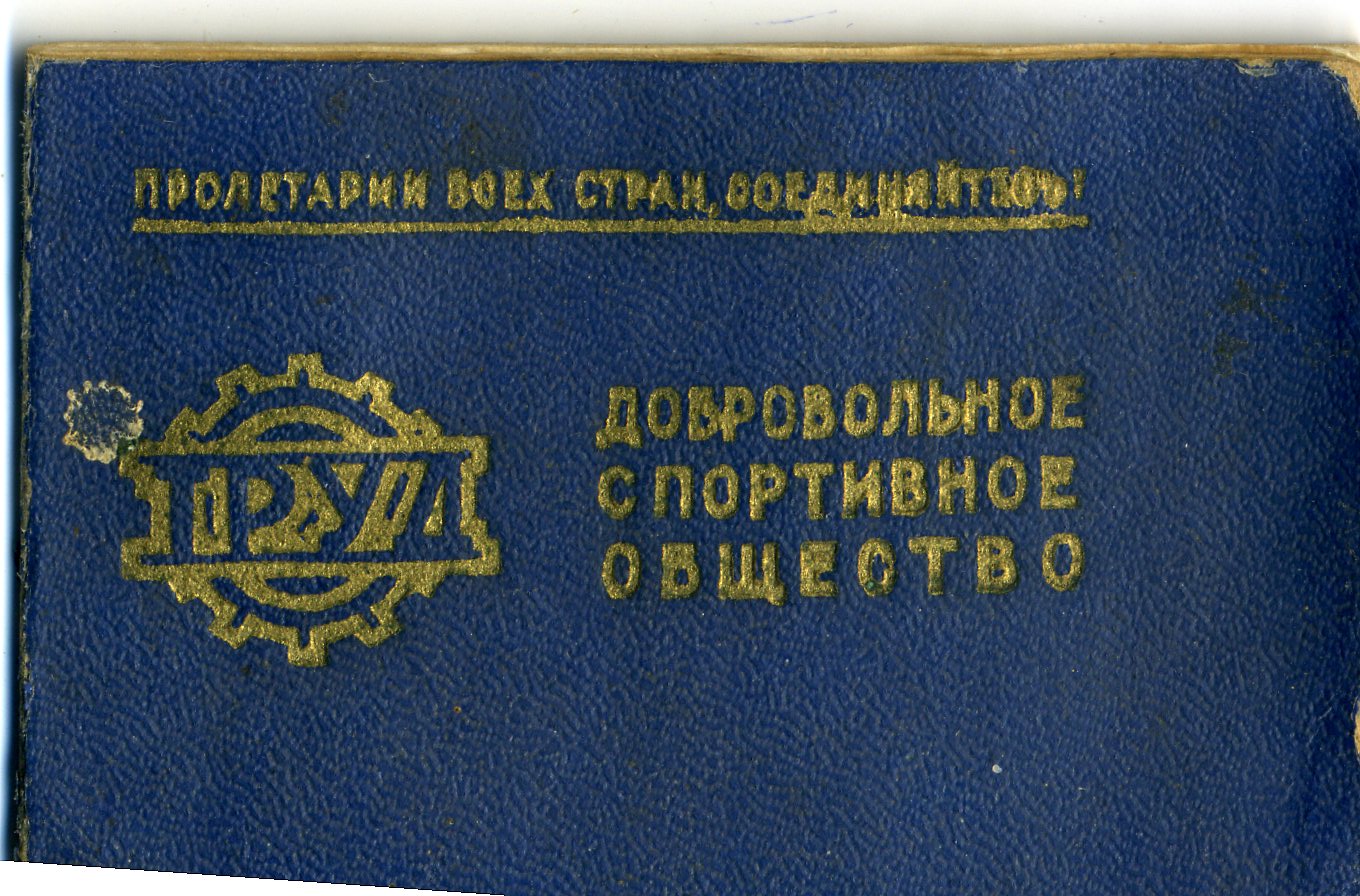 ПРОЛЕТАРИИ ВСЕХ СТРАН, СОЕДИНЯЙТЕСЬ!
ТРУД
ДОБРОВОЛЬНОЕ
СПОРТИВНОЕ
ОБЩЕСТВО